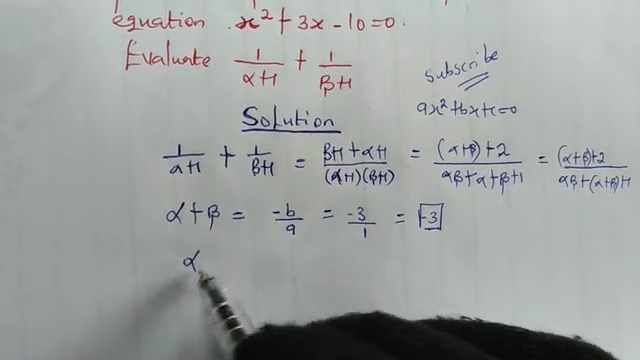 equation x² + 3x - 10 = 0.
Evaluate 1/(α+1) + 1/(β+1)
subscribe
ax² + bx + c = 0
Solution
1/(α+1) + 1/(β+1) = (β+1+α+1)/((α+1)(β+1)) = ((α+β)+2)/(αβ+α+β+1) = ((α+β)+2)/(αβ+(α+β)+1)
α + β = -b/a = -3/1 = -3
α